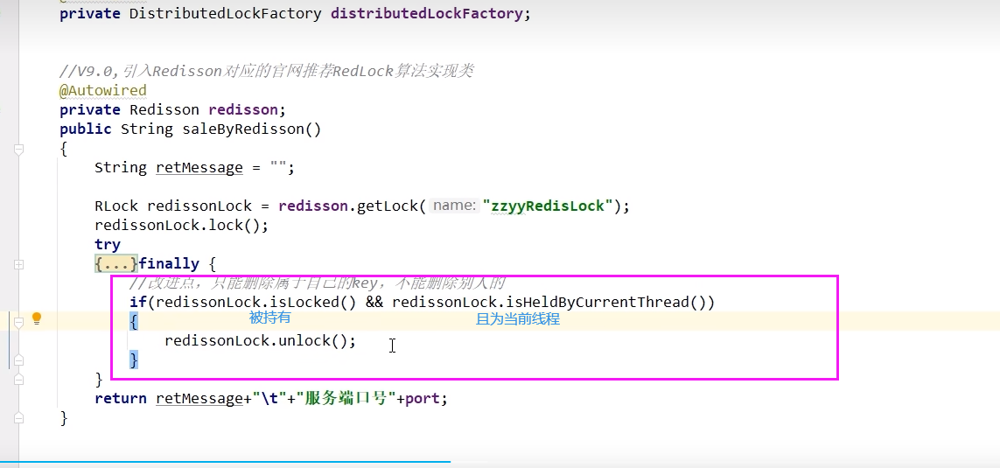 private DistributedLockFactory distributedLockFactory;
//V9.0,引入Redisson对应的官网推荐RedLock算法实现类
@Autowired
private Redisson redisson;
public String saleByRedisson()
{
String retMessage = "";
RLock redissonLock = redisson.getLock( name: "zzyyRedisLock");
redissonLock.lock();
try
{...}finally {
//改进点，只能删除属于自己的key，不能删除别人的
if(redissonLock.isLocked() && redissonLock.isHeldByCurrentThread())
{ 被持有 且为当前线程
redissonLock.unlock();
}
}
return retMessage+"\t"+"服务端口号"+port;
}